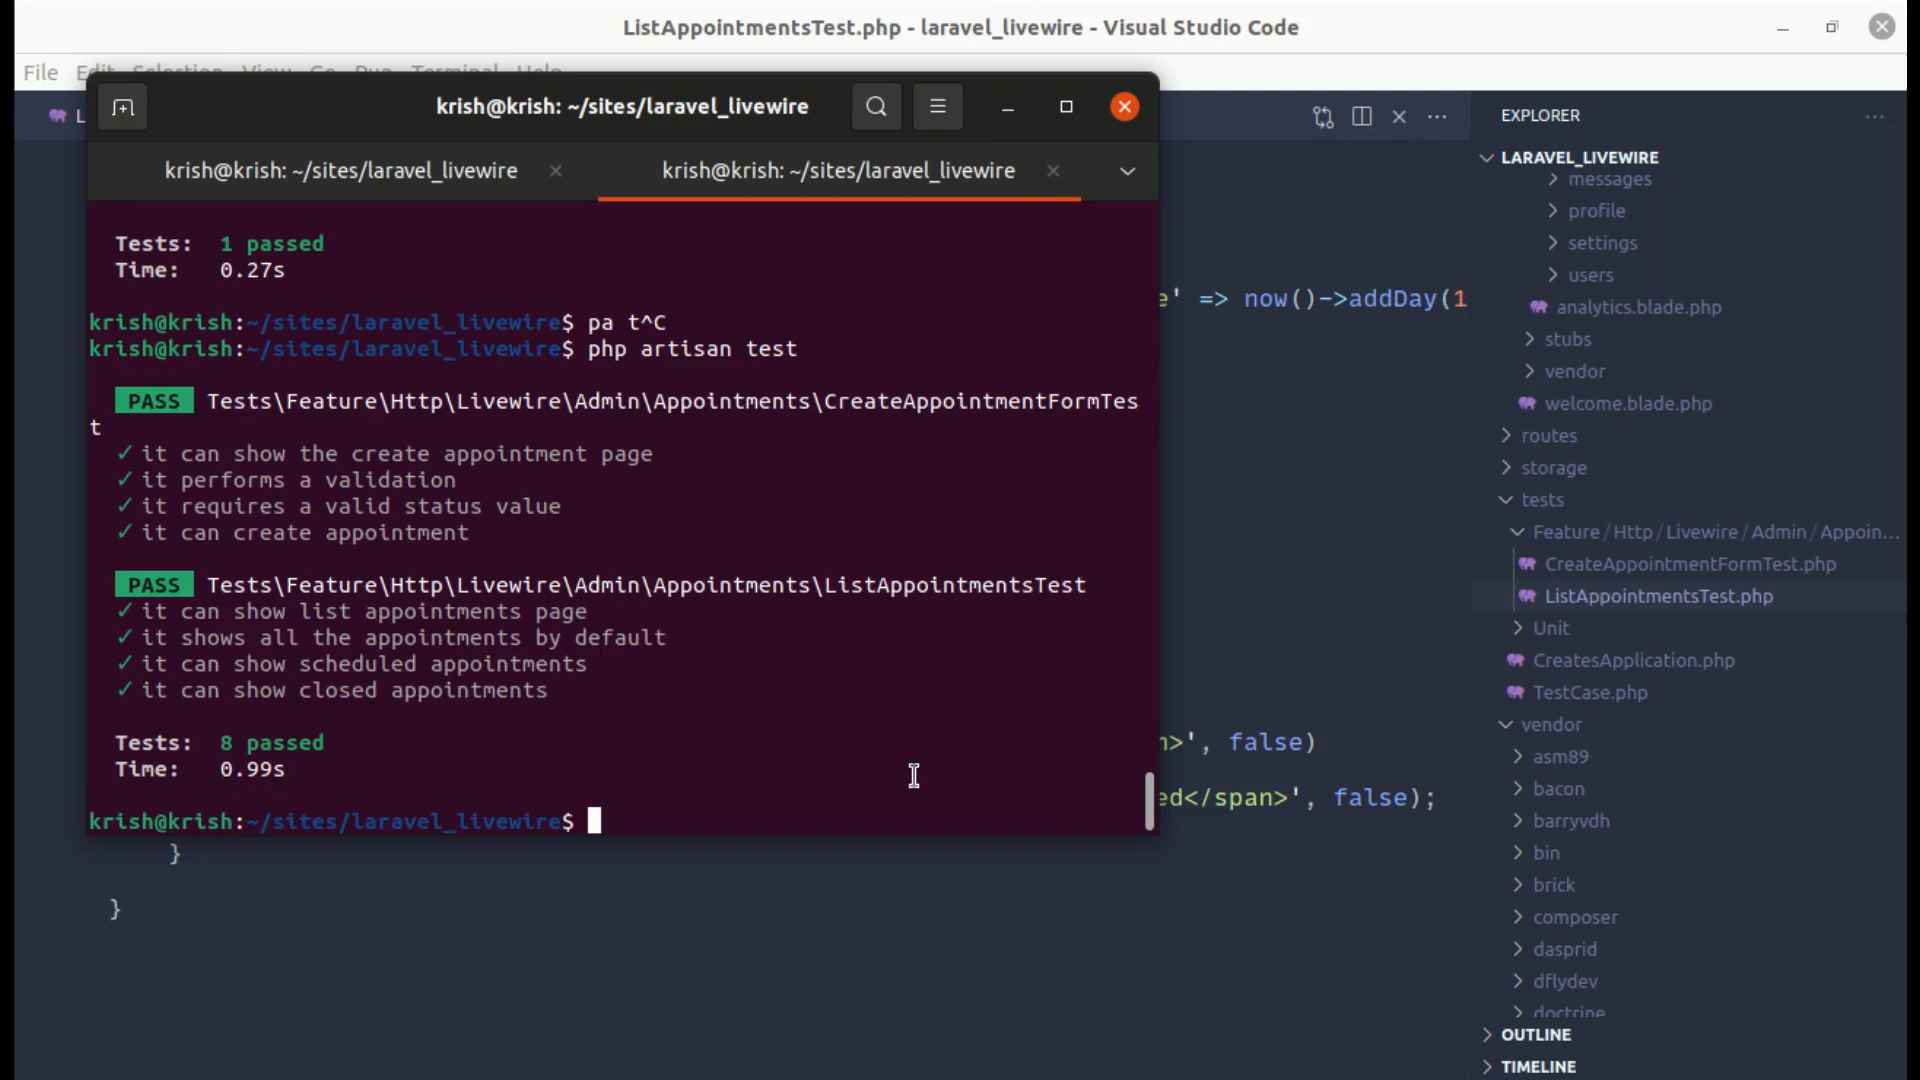 ListAppointmentsTest.php - laravel_livewire - Visual Studio Code
File Edit Selection View Go Run Terminal Help
krish@krish: ~/sites/laravel_livewire
krish@krish: ~/sites/laravel_livewire
krish@krish: ~/sites/laravel_livewire
Tests: 1 passed
Time: 0.27s
krish@krish:~/sites/laravel_livewire$ pa t^C
krish@krish:~/sites/laravel_livewire$ php artisan test
PASS Tests\Feature\Http\Livewire\Admin\Appointments\CreateAppointmentFormTes
t
✓ it can show the create appointment page
✓ it performs a validation
✓ it requires a valid status value
✓ it can create appointment
PASS Tests\Feature\Http\Livewire\Admin\Appointments\ListAppointmentsTest
✓ it can show list appointments page
✓ it shows all the appointments by default
✓ it can show scheduled appointments
✓ it can show closed appointments
Tests: 8 passed
Time: 0.99s
krish@krish:~/sites/laravel_livewire$
L
e' => now()->addDay(1
>', false)
ed</span>', false);
}
}
EXPLORER
LARAVEL_LIVEWIRE
messages
profile
settings
users
analytics.blade.php
stubs
vendor
welcome.blade.php
routes
storage
tests
Feature / Http / Livewire / Admin / Appoin...
CreateAppointmentFormTest.php
ListAppointmentsTest.php
Unit
CreatesApplication.php
TestCase.php
vendor
asm89
bacon
barryvdh
bin
brick
composer
dasprid
dflydev
doctrine
OUTLINE
TIMELINE